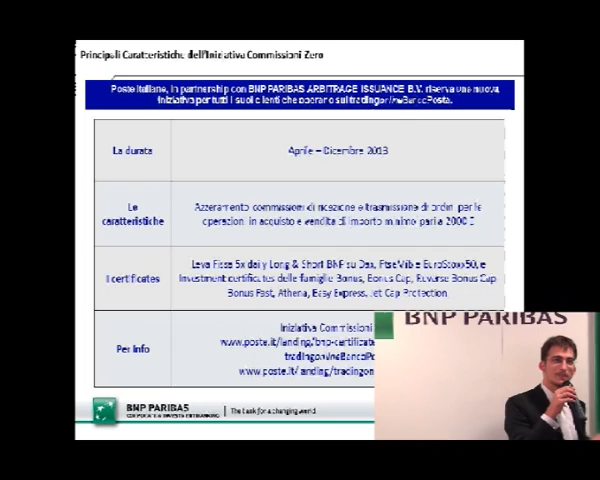 Principali Caratteristiche dell'Iniziativa Commissioni Zero
Poste Italiane, in partnership con BNP PARIBAS ARBITRAGE ISSUANCE B.V. riserva una nuova
iniziativa per tutti i suoi clienti che operano sul tradingonlineBancoPosta.
La durata
Aprile – Dicembre 2013
Le
caratteristiche
Azzeramento commissioni di ricezione e trasmissione di ordini per le
operazioni in acquisto e vendita di importo minimo pari a 2000
I certificates
Leva Fissa 5x daily Long & Short BNP su Dax, FtseMib e EuroStoxx50, e
Investment certificates delle famiglie Bonus, Bonus Cap, Reverse Bonus Cap
Bonus Fast, Athena, Easy Express, Jet Cap Protection.
Per Info
Iniziativa Commissioni
www.poste.it/landing/bnp-certificate
tradingonlineBancoPo
www.poste.it/landing/tradingon
BNP PARIBAS
CORPORATE & INVESTMENT BANKING
The bank for a changing world
BNP PARIBAS